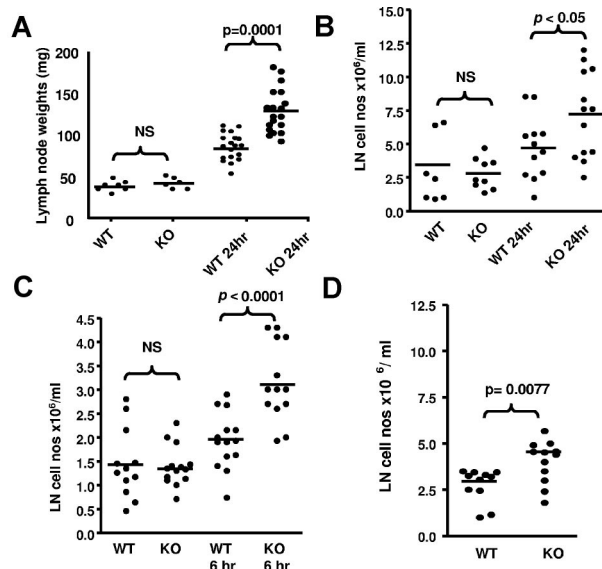 A
Lymph node weights (mg)
200
150
100
50
0
NS
p=0.0001
WT
KO
WT 24hr
KO 24hr
B
LN cell nos x10⁶/ml
15.0
12.5
10.0
7.5
5.0
2.5
0.0
NS
p < 0.05
WT
KO
WT 24hr
KO 24hr
C
LN cell nos x10⁶/ml
4.5
4.0
3.5
3.0
2.5
2.0
1.5
1.0
0.5
0.0
NS
p < 0.0001
WT
KO
WT
6 hr
KO
6 hr
D
LN cell nos x10 ⁶/ ml
12.5
10.0
7.5
5.0
2.5
0.0
p= 0.0077
WT
KO